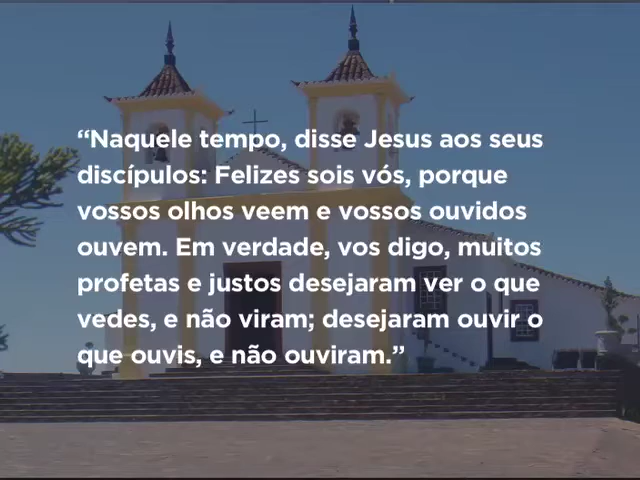 “Naquele tempo, disse Jesus aos seus
discípulos: Felizes sois vós, porque
vossos olhos veem e vossos ouvidos
ouvem. Em verdade, vos digo, muitos
profetas e justos desejaram ver o que
vedes, e não viram; desejaram ouvir o
que ouvis, e não ouviram.”